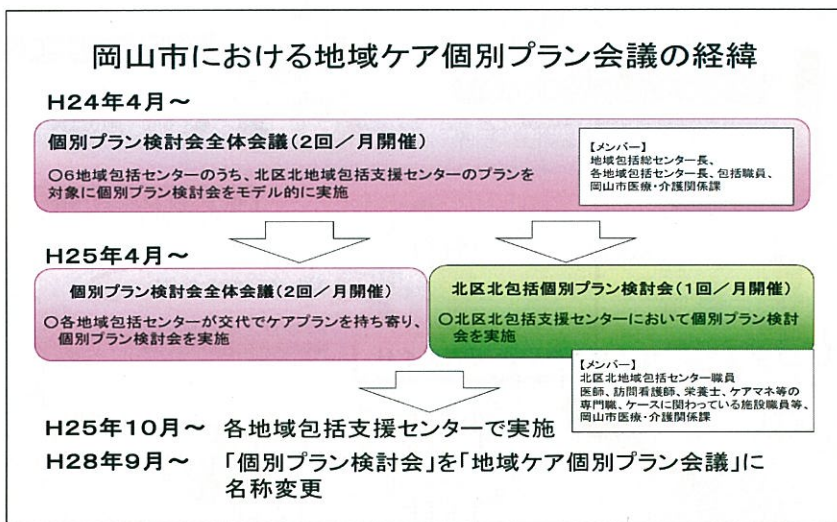 岡山市における地域ケア個別プラン会議の経緯
H24年4月～
個別プラン検討会全体会議(2回／月開催)
○6地域包括センターのうち、北区北地域包括支援センターのプランを
対象に個別プラン検討会をモデル的に実施
【メンバー】
地域包括総センター長、
各地域包括センター長、包括職員、
岡山市医療・介護関係課
H25年4月～
個別プラン検討会全体会議(2回／月開催)
○各地域包括センターが交代でケアプランを持ち寄り、
個別プラン検討会を実施
北区北包括個別プラン検討会(1回／月開催)
○北区北包括支援センターにおいて個別プラン検討
会を実施
【メンバー】
北区北地域包括センター職員
医師、訪問看護師、栄養士、ケアマネ等の
専門職、ケースに関わっている施設職員等、
岡山市医療・介護関係課
H25年10月～ 各地域包括支援センターで実施
H28年9月～ 「個別プラン検討会」を「地域ケア個別プラン会議」に
名称変更